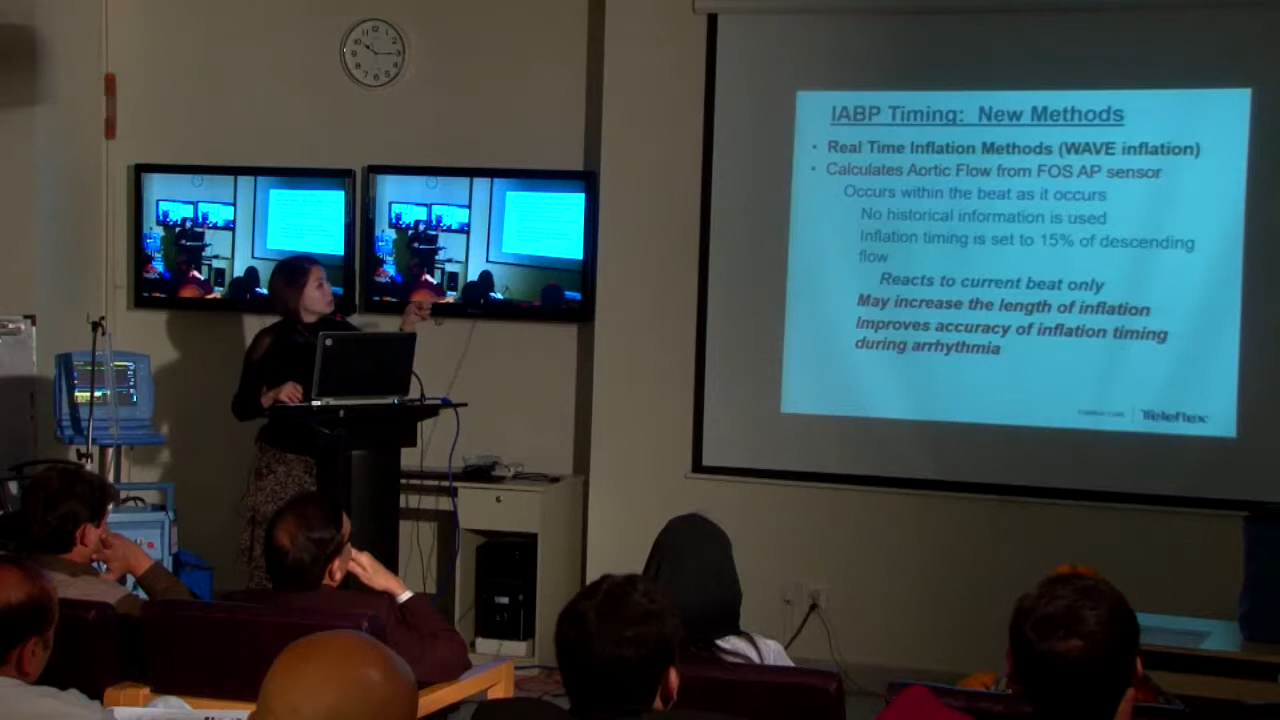 IABP Timing: New Methods
• Real Time Inflation Methods (WAVE inflation)
• Calculates Aortic Flow from FOS AP sensor
Occurs within the beat as it occurs
No historical information is used
Inflation timing is set to 15% of descending
flow
Reacts to current beat only
May increase the length of inflation
Improves accuracy of inflation timing
during arrhythmia
Teleflex